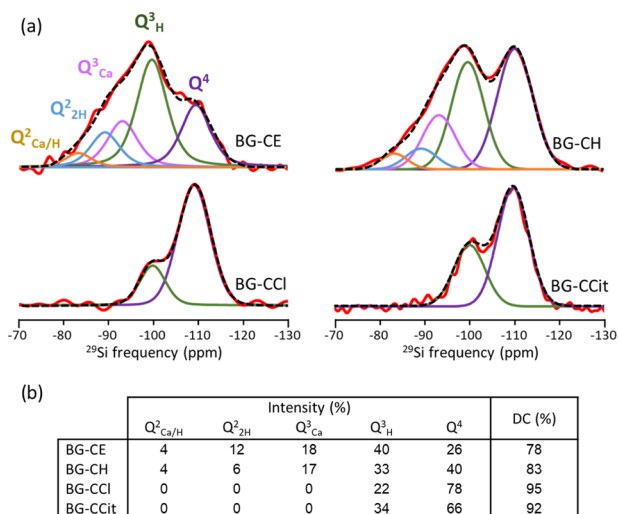 (a)
Q³H
Q³Ca
Q⁴
Q²2H
Q²Ca/H
BG-CE
BG-CH
BG-CCl
BG-CCit
-70 -80 -90 -100 -110 -120 -130
-70 -80 -90 -100 -110 -120 -130
²⁹Si frequency (ppm)
²⁹Si frequency (ppm)
(b)
Intensity (%)
Q²Ca/H Q²2H Q³Ca Q³H Q⁴ DC (%)
BG-CE 4 12 18 40 26 78
BG-CH 4 6 17 33 40 83
BG-CCl 0 0 0 22 78 95
BG-CCit 0 0 0 34 66 92